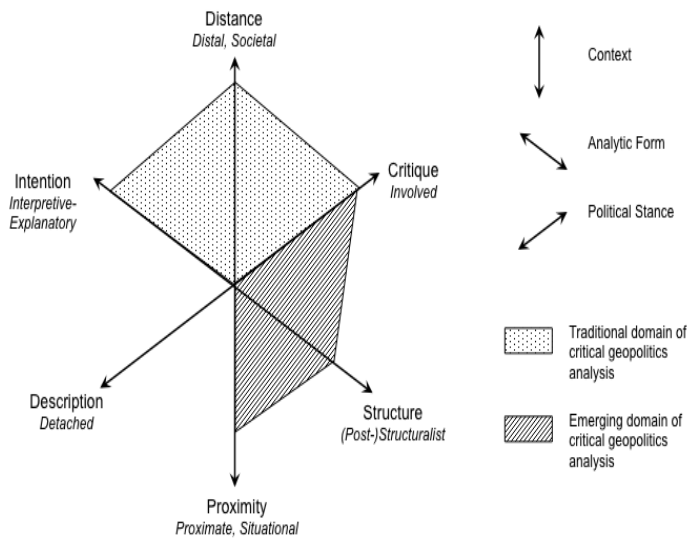 Distance
Distal, Societal
Context
Analytic Form
Critique
Involved
Intention
Interpretive-
Explanatory
Political Stance
Traditional domain of
critical geopolitics
analysis
Description
Detached
Structure
(Post-)Structuralist
Emerging domain of
critical geopolitics
analysis
Proximity
Proximate, Situational